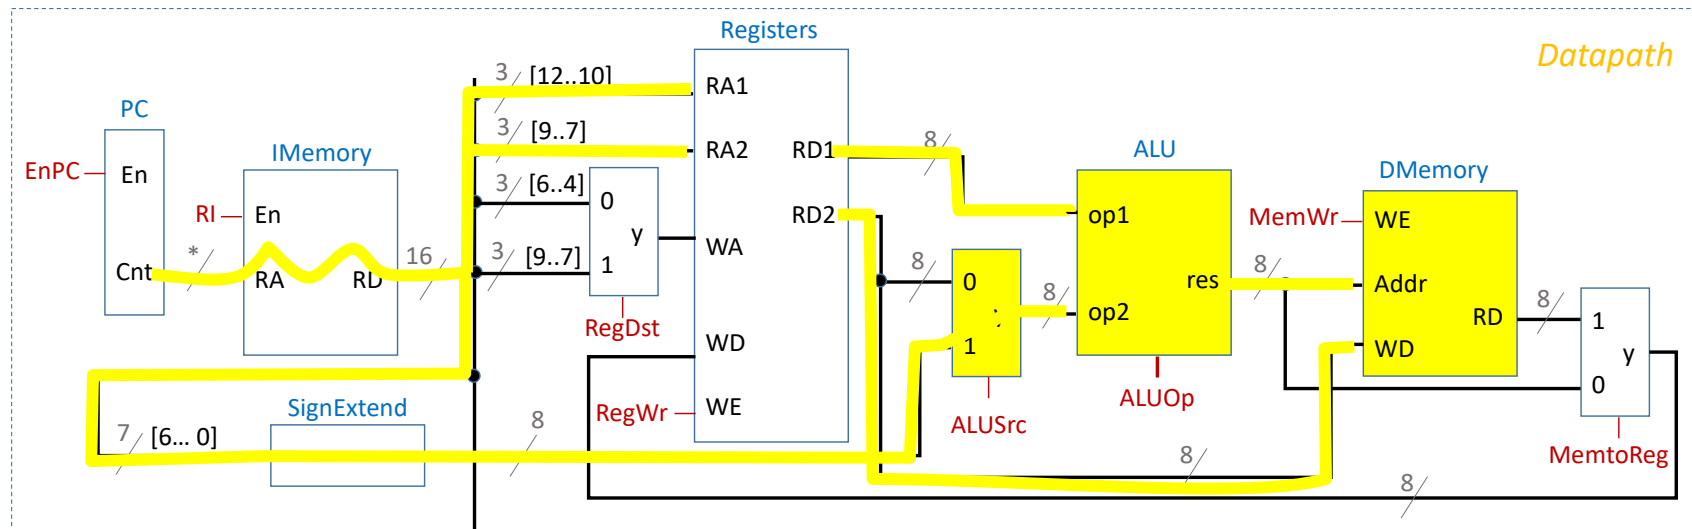 Registers
Datapath
3 [12..10]
RA1
PC
3 [9..7]
RA2
RD1
8
IMemory
ALU
DMemory
EnPC
En
3 [6..4]
0
RI
En
RD2
op1
MemWr
WE
y
WA
*
16
3 [9..7]
1
8
0
8
res
8
Addr
Cnt
RA
RD
8
op2
RD
8
1
RegDst
WD
1
WD
y
0
SignExtend
RegWr
WE
ALUSrc
ALUOp
7 [6... 0]
8
8
MemtoReg
8